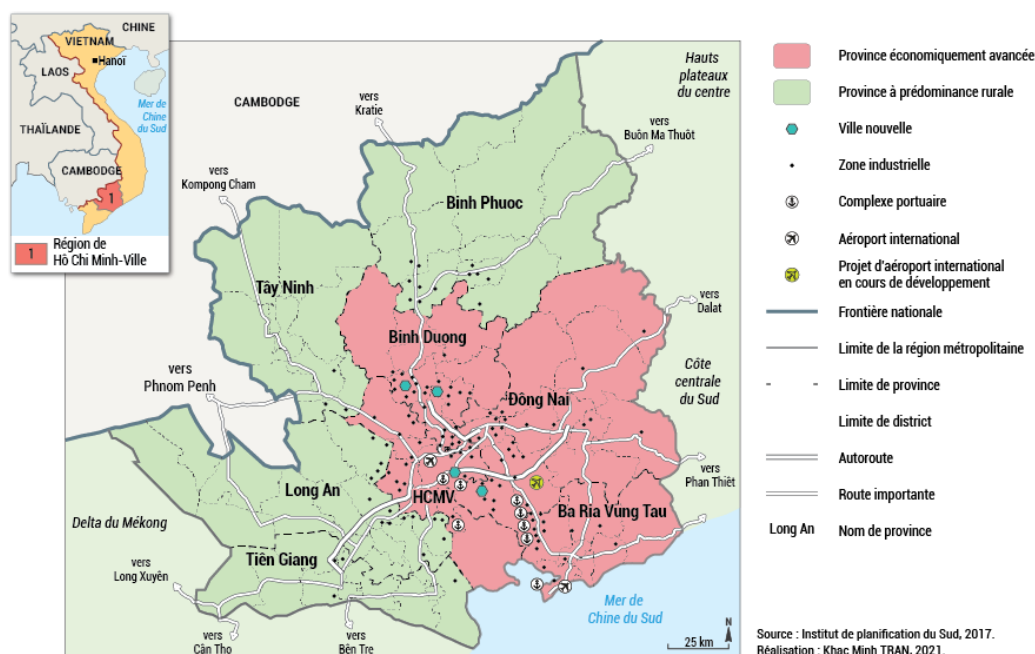 CHINE
VIETNAM
Hanoï
LAOS
Mer de
Chine
du Sud
THAÏLANDE
CAMBODGE
1
1
Région de
Hô Chi Minh-Ville
CAMBODGE
vers
Kratie
Hauts
plateaux
du centre
vers
Buôn Ma Thuôt
vers
Kompong Cham
Binh Phuoc
Tây Ninh
vers
Dalat
Binh Duong
vers
Phnom Penh
Côte
centrale
du Sud
Đông Nai
vers
Phan Thiêt
Long An
HCMV
Ba Ria Vung Tau
Delta du Mékong
Tiên Giang
vers
Long Xuyên
Mer de
Chine du Sud
vers
Cân Tho
vers
Bên Tre
N
25 km
Province économiquement avancée
Province à prédominance rurale
Ville nouvelle
Zone industrielle
Complexe portuaire
Aéroport international
Projet d'aéroport international
en cours de développement
Frontière nationale
Limite de la région métropolitaine
Limite de province
Limite de district
Autoroute
Route importante
Long An
Nom de province
Source : Institut de planification du Sud, 2017.
Réalisation : Khac Minh TRAN, 2021.